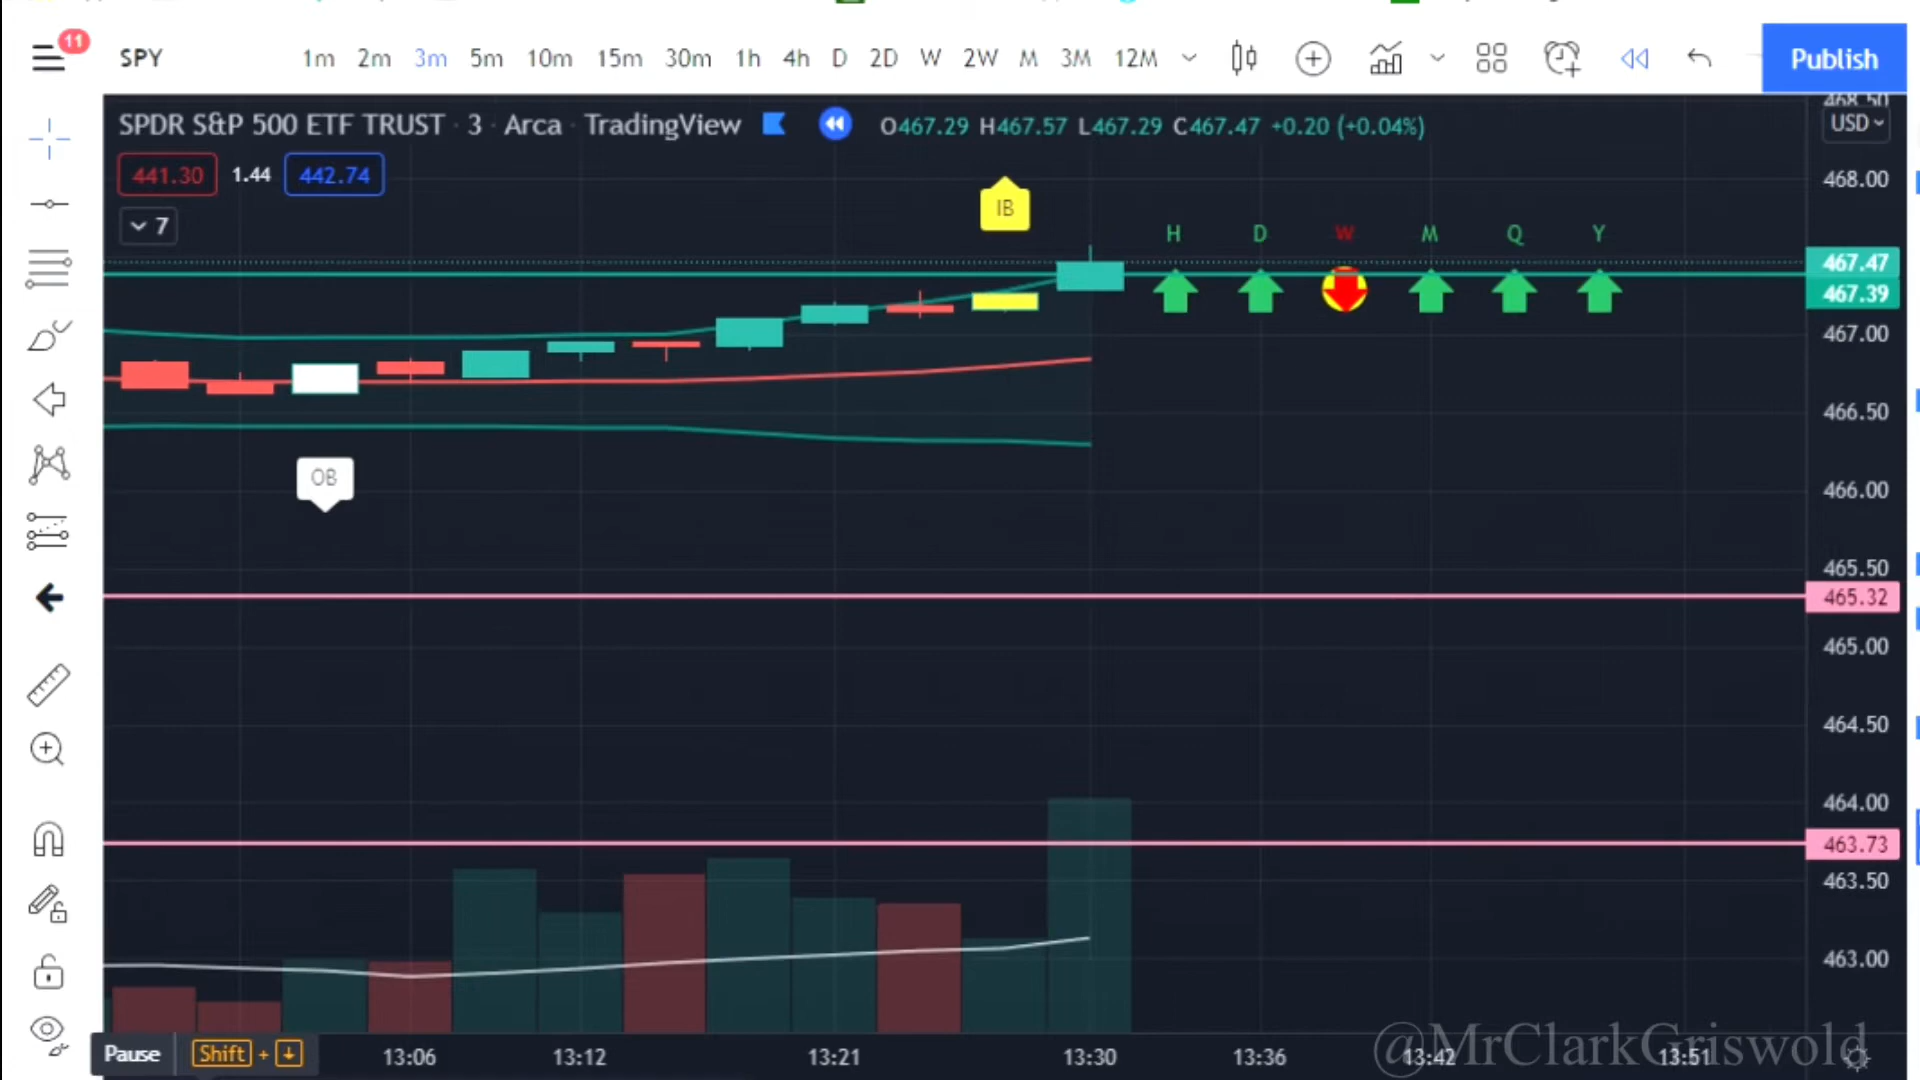 11
SPY 1m 2m 3m 5m 10m 15m 30m 1h 4h D 2D W 2W M 3M 12M Publish
468.50
SPDR S&P 500 ETF TRUST · 3 · Arca · TradingView O467.29 H467.57 L467.29 C467.47 +0.20 (+0.04%) USD
441.30 1.44 442.74
468.00
7
IB
H D W M Q Y
467.47
467.39
467.00
466.50
OB
466.00
465.50
465.32
465.00
464.50
464.00
463.73
463.50
463.00
Pause Shift + ↓ 13:06 13:12 13:21 13:30 13:36 13:42 13:51
@MrClarkGriswold